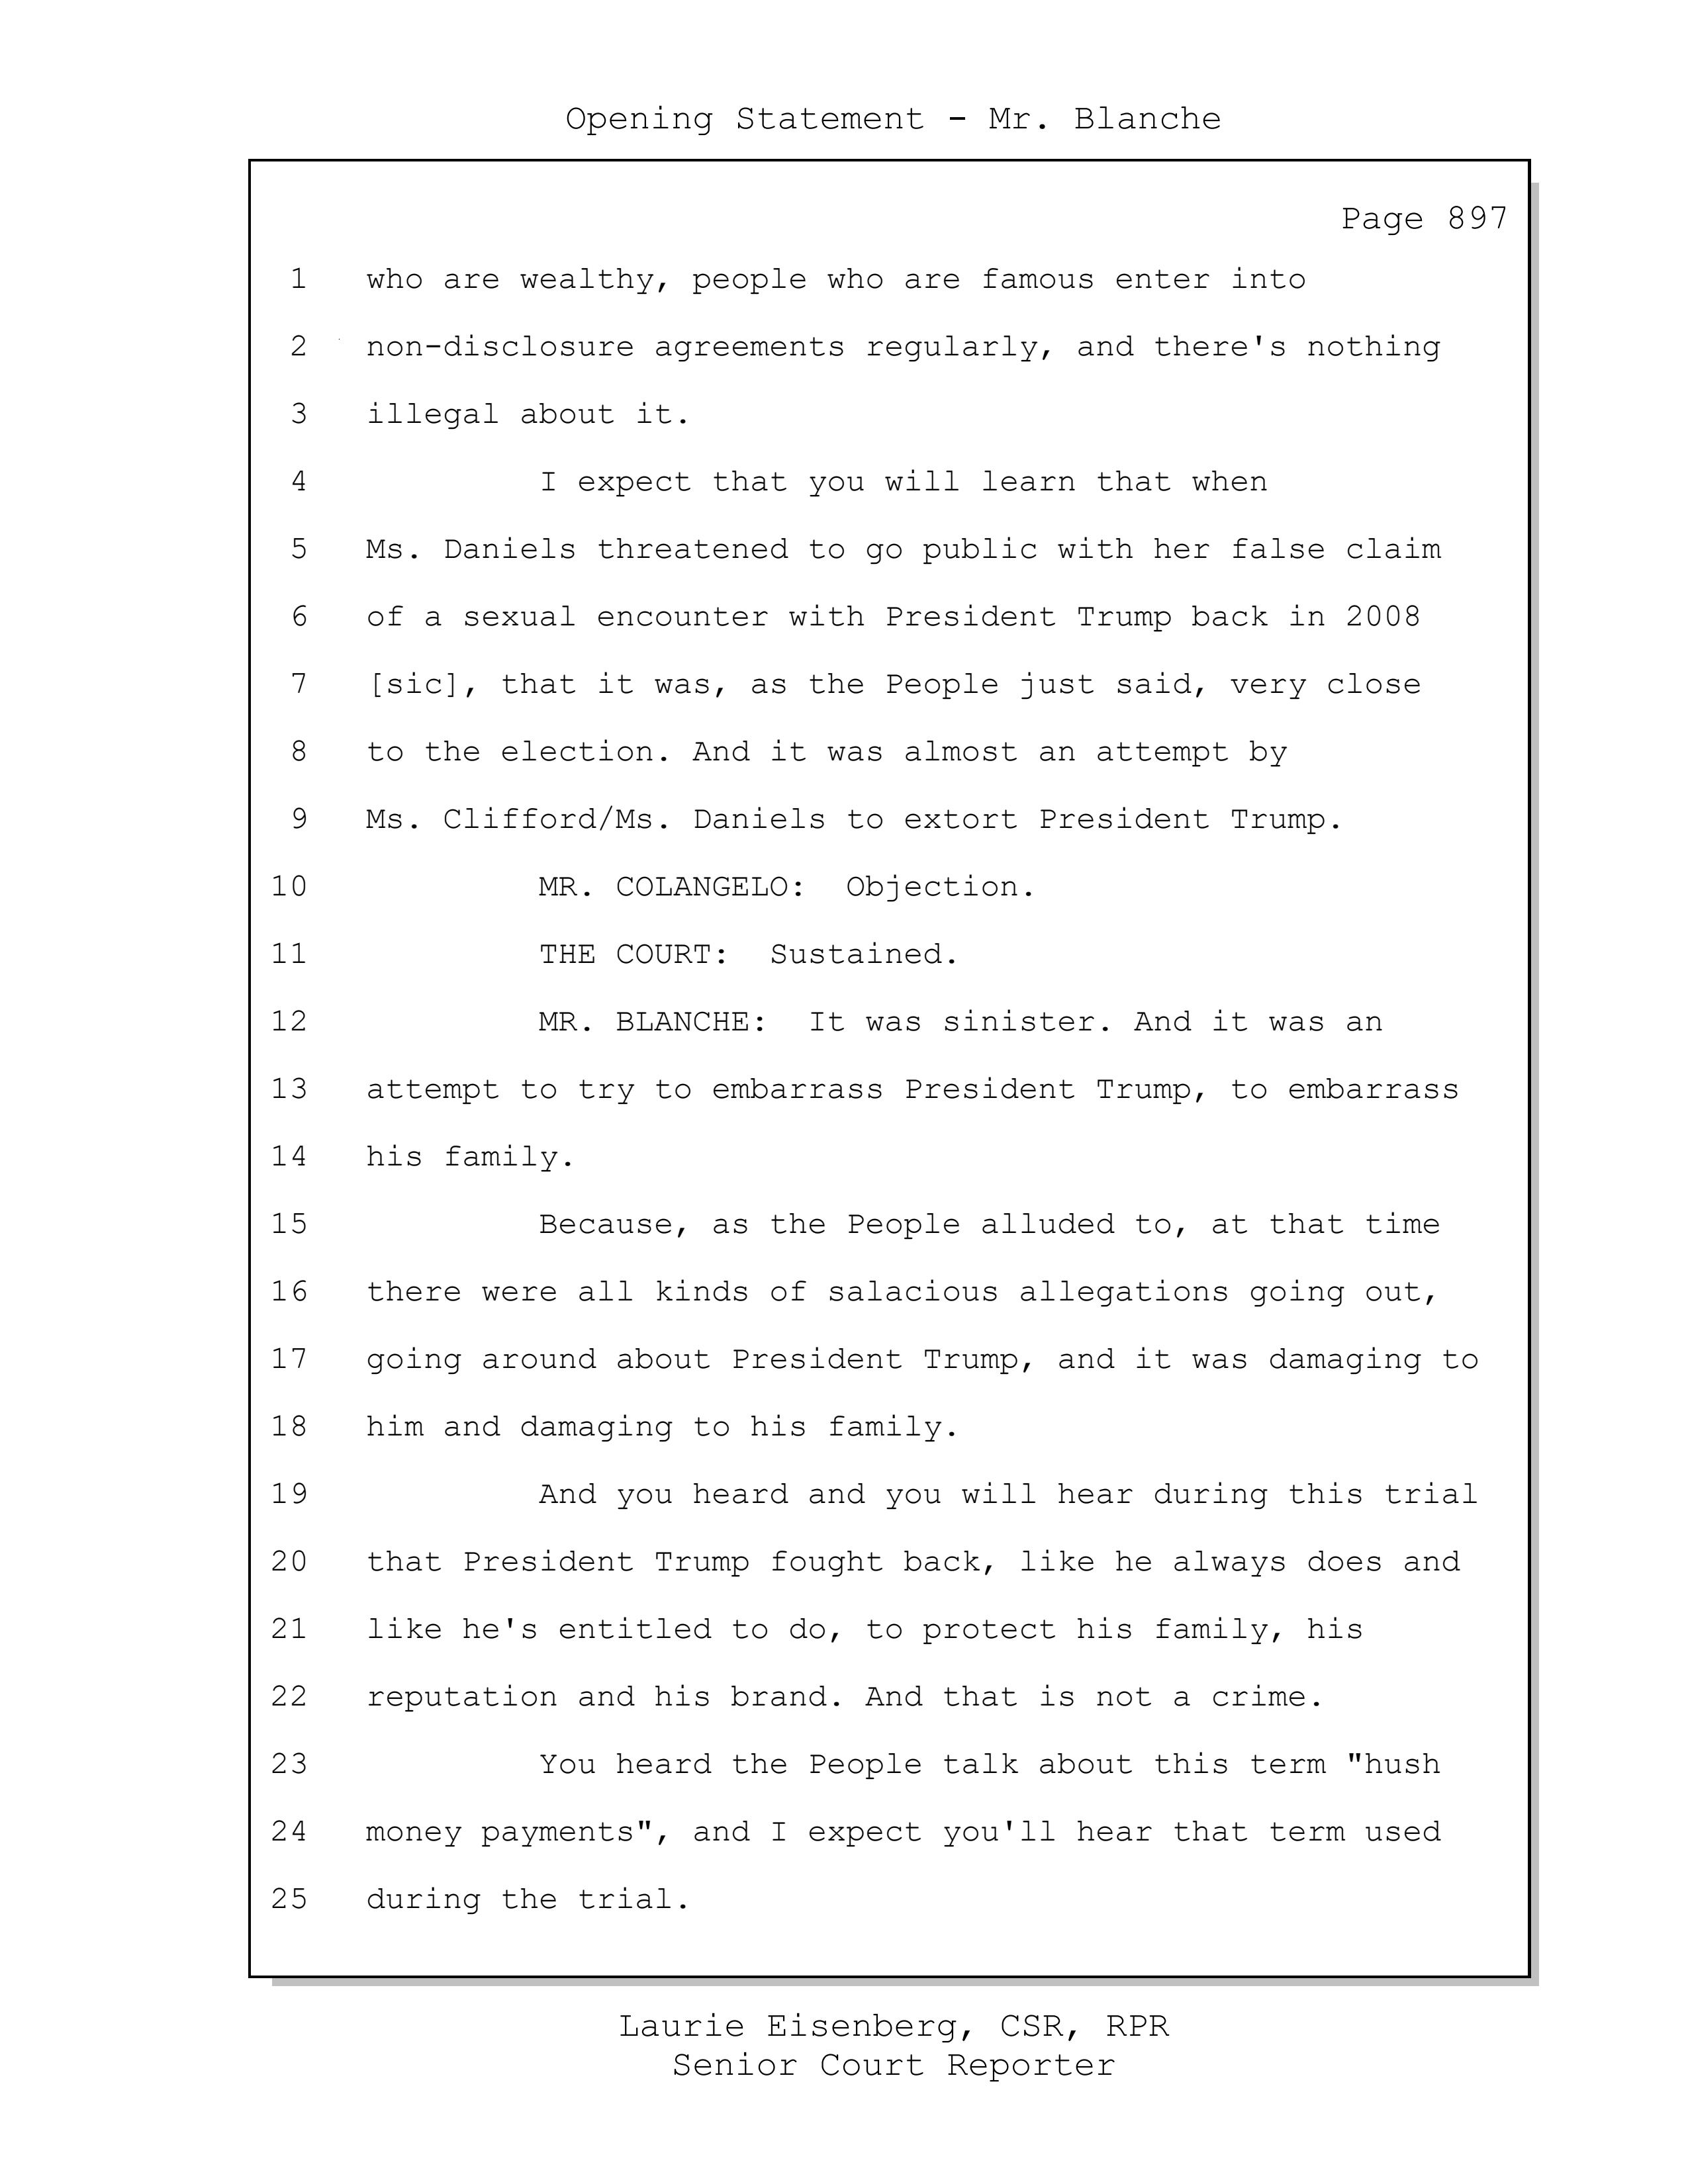 Opening Statement - Mr. Blanche
Page 897
1 who are wealthy, people who are famous enter into
2 non-disclosure agreements regularly, and there's nothing
3 illegal about it.
4 I expect that you will learn that when
5 Ms. Daniels threatened to go public with her false claim
6 of a sexual encounter with President Trump back in 2008
7 [sic], that it was, as the People just said, very close
8 to the election. And it was almost an attempt by
9 Ms. Clifford/Ms. Daniels to extort President Trump.
10 MR. COLANGELO: Objection.
11 THE COURT: Sustained.
12 MR. BLANCHE: It was sinister. And it was an
13 attempt to try to embarrass President Trump, to embarrass
14 his family.
15 Because, as the People alluded to, at that time
16 there were all kinds of salacious allegations going out,
17 going around about President Trump, and it was damaging to
18 him and damaging to his family.
19 And you heard and you will hear during this trial
20 that President Trump fought back, like he always does and
21 like he's entitled to do, to protect his family, his
22 reputation and his brand. And that is not a crime.
23 You heard the People talk about this term "hush
24 money payments", and I expect you'll hear that term used
25 during the trial.
Laurie Eisenberg, CSR, RPR
Senior Court Reporter